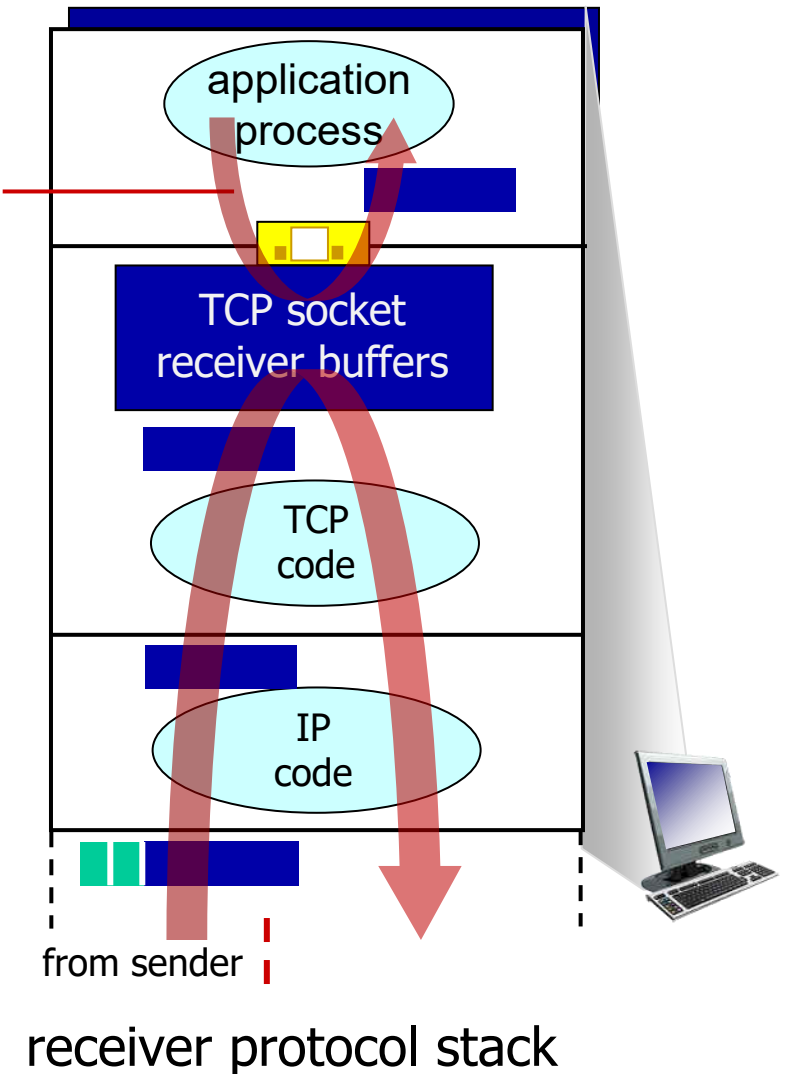 application
process
TCP socket
receiver buffers
TCP
code
IP
code
from sender
receiver protocol stack